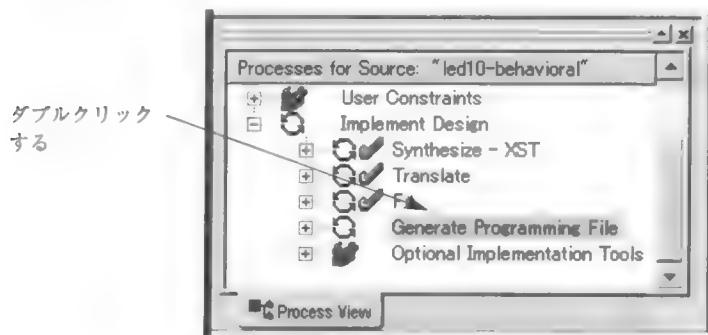 Processes for Source: "led10-behavioral"
User Constraints
Implement Design
Synthesize - XST
Translate
F
Generate Programming File
Optional Implementation Tools
Process View
ダブルクリック
する